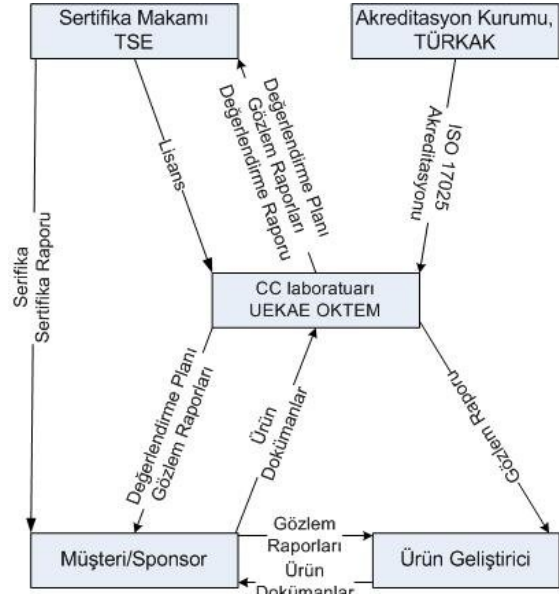 Sertifika Makamı
TSE
Akreditasyon Kurumu,
TÜRKAK
Lisans
Değerlendirme Planı
Gözlem Raporları
Değerlendirme Raporu
ISO 17025
Akreditasyonu
Serifika
Sertifika Raporu
CC laboratuarı
UEKAE OKTEM
Değerlendirme Planı
Gözlem Raporları
Ürün
Dokümanlar
Gözlem Raporu
Müşteri/Sponsor
Gözlem
Raporları
Ürün
Dokümanlar
Ürün Geliştirici